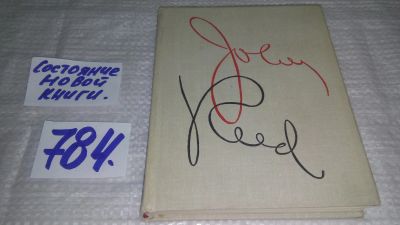 Состояние
новой
книги.
784.
John
Reed